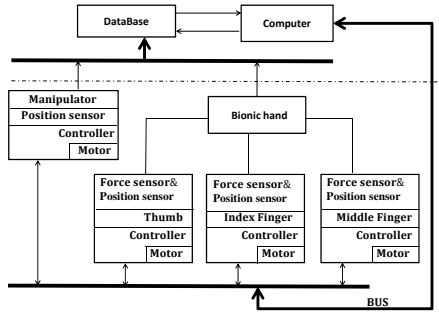 DataBase
Computer
Manipulator
Position sensor
Controller
Motor
Bionic hand
Force sensor&
Position sensor
Thumb
Controller
Motor
Force sensor&
Position sensor
Index Finger
Controller
Motor
Force sensor&
Position sensor
Middle Finger
Controller
Motor
BUS